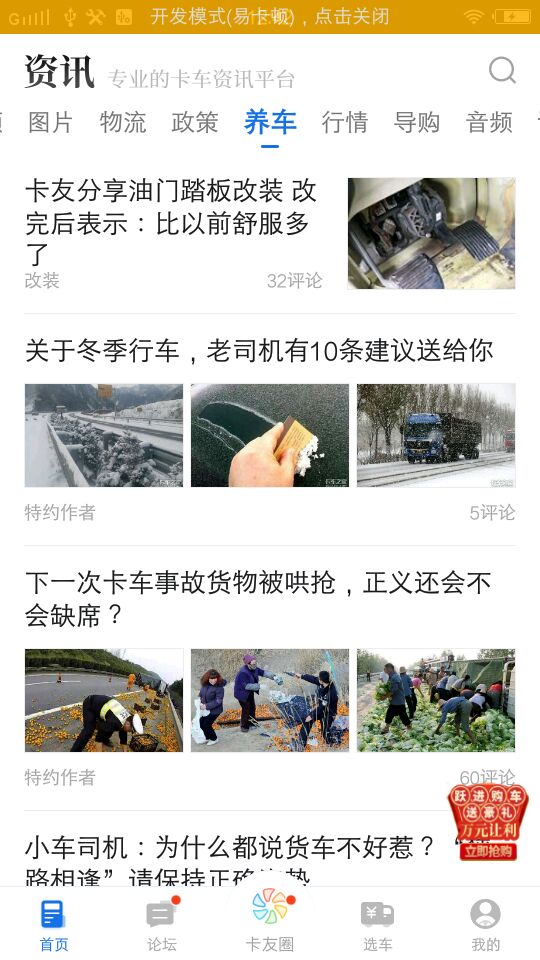 开发模式(易卡顿)，点击关闭
资讯 专业的卡车资讯平台
图片 物流 政策 养车 行情 导购 音频
卡友分享油门踏板改装 改
完后表示：比以前舒服多
了
改装 32评论
关于冬季行车，老司机有10条建议送给你
特约作者 5评论
下一次卡车事故货物被哄抢，正义还会不
会缺席？
特约作者 60评论
跃进购车
送豪礼
万元让利
立即抢购
小车司机：为什么都说货车不好惹？
路相逢”请保持正确
首页 论坛 卡友圈 选车 我的